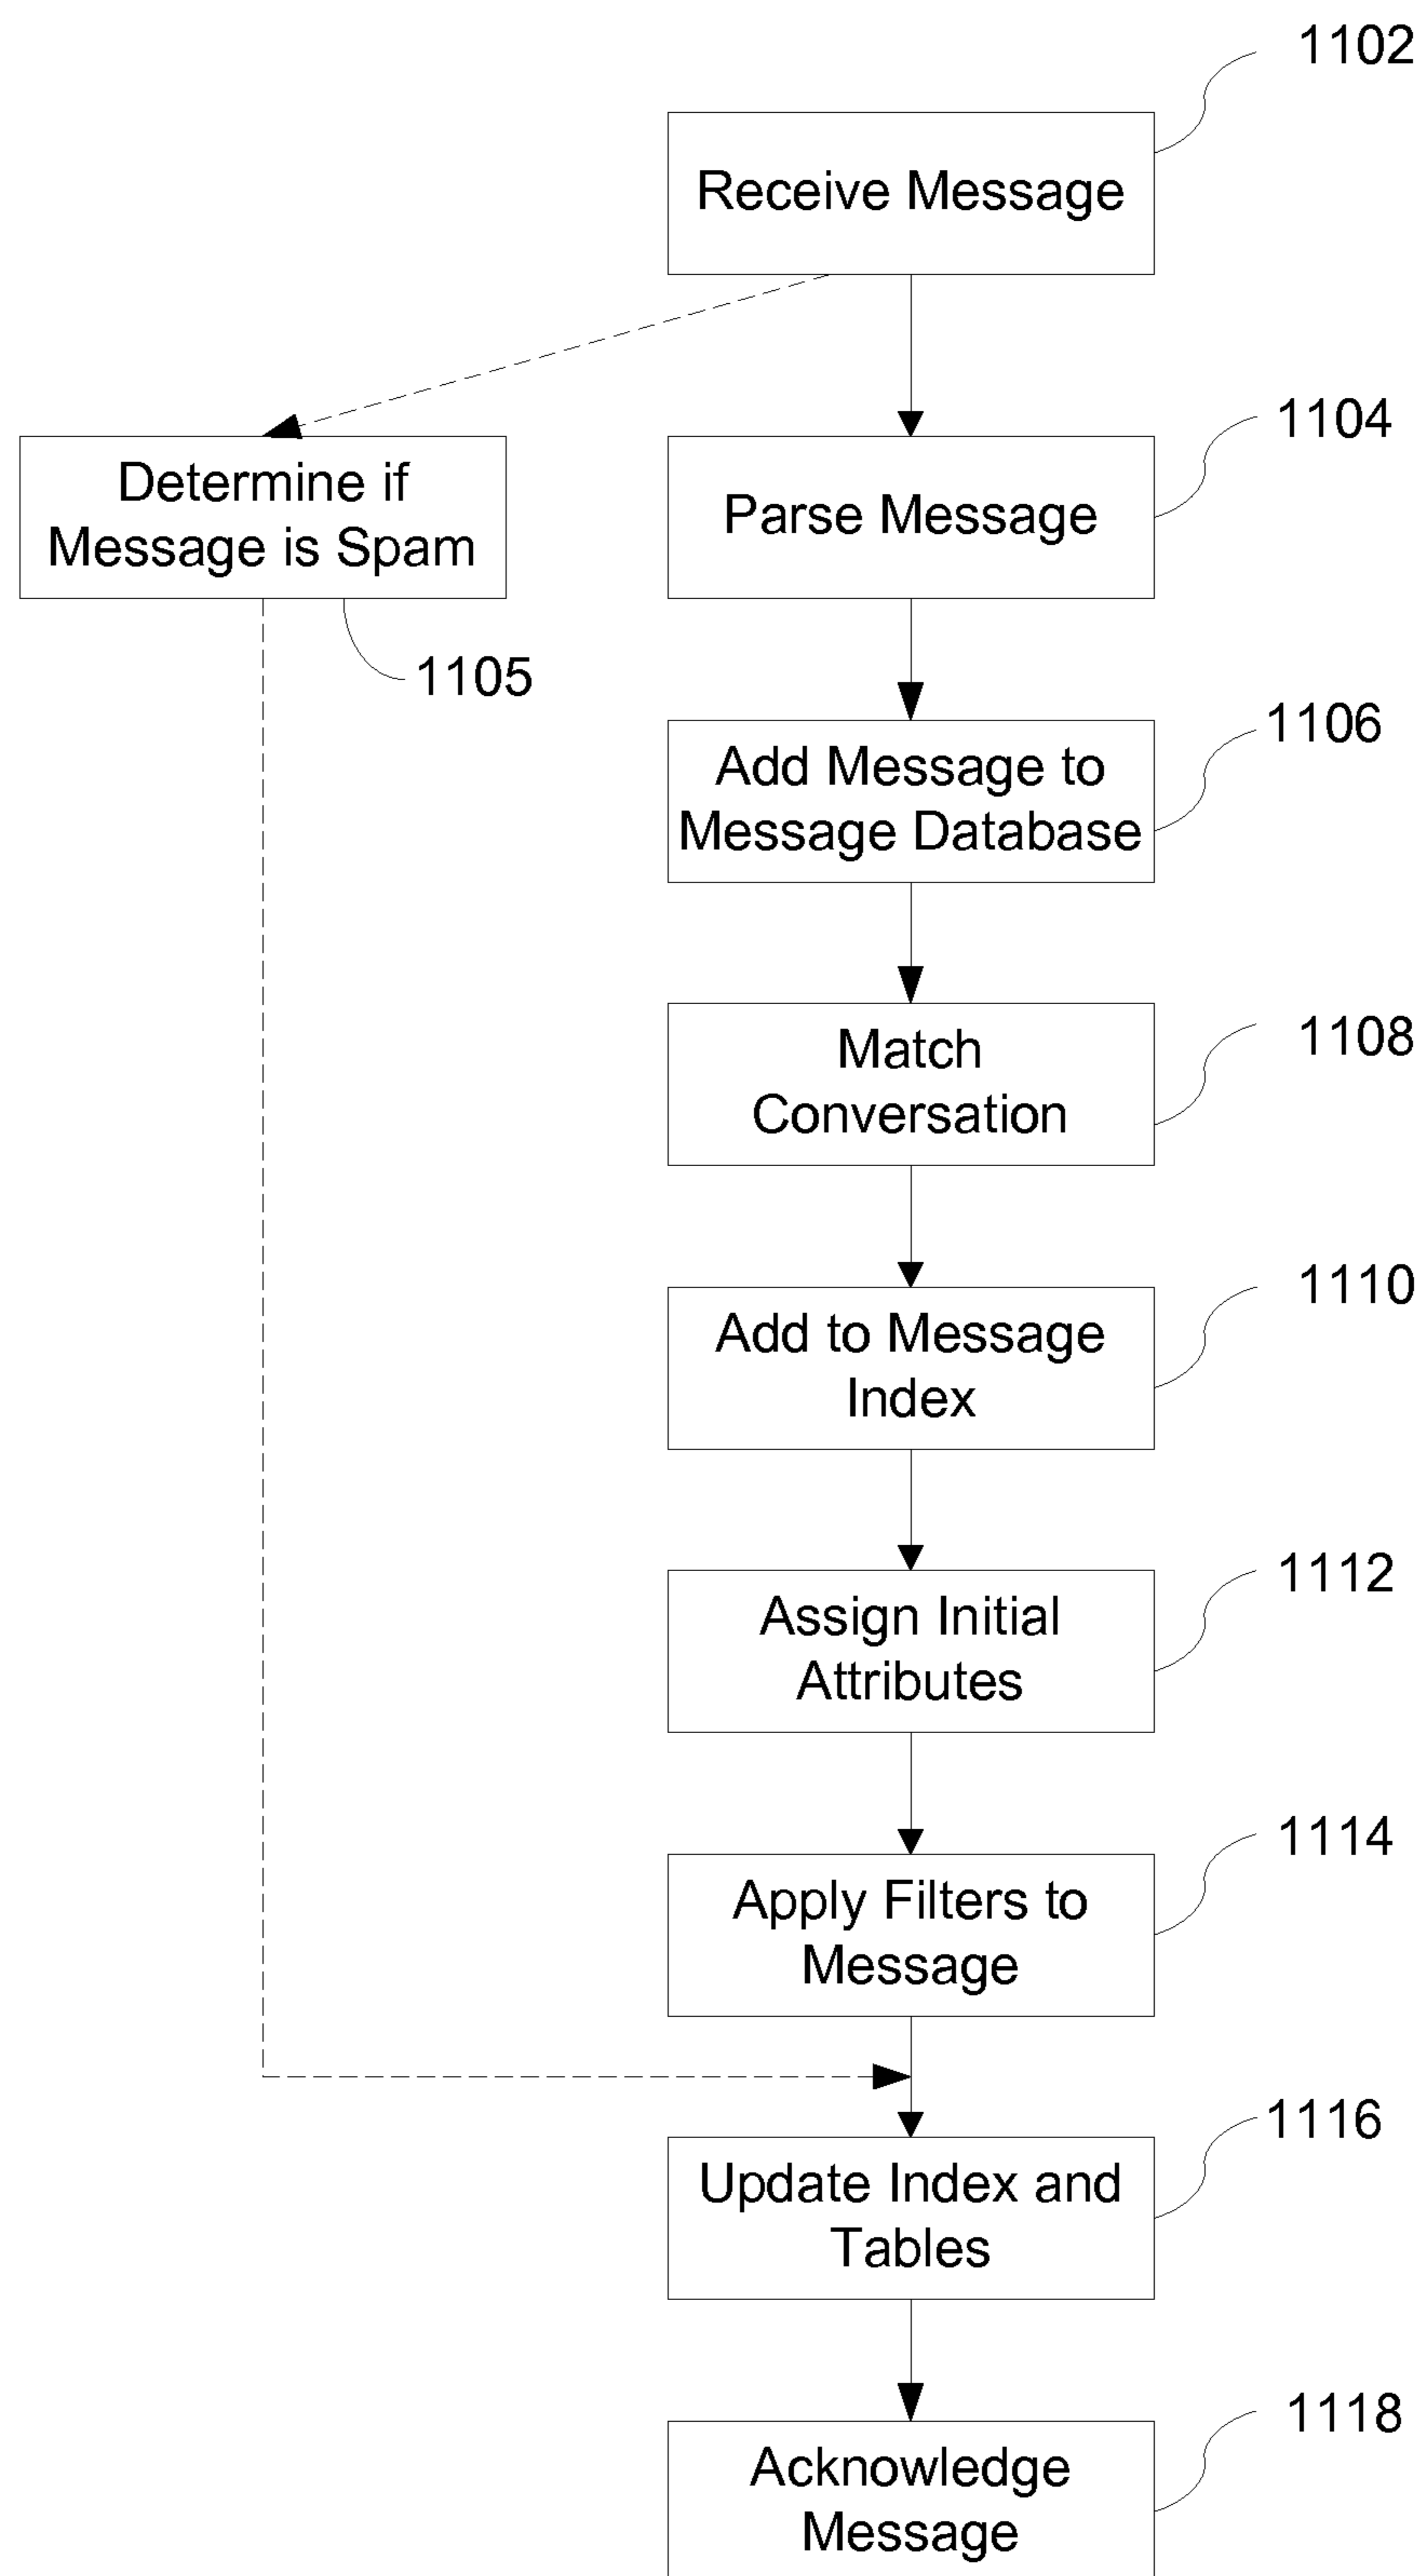 1102
Receive Message
1104
Determine if
Message is Spam
Parse Message
1105
1106
Add Message to
Message Database
1108
Match
Conversation
1110
Add to Message
Index
1112
Assign Initial
Attributes
1114
Apply Filters to
Message
1116
Update Index and
Tables
1118
Acknowledge
Message